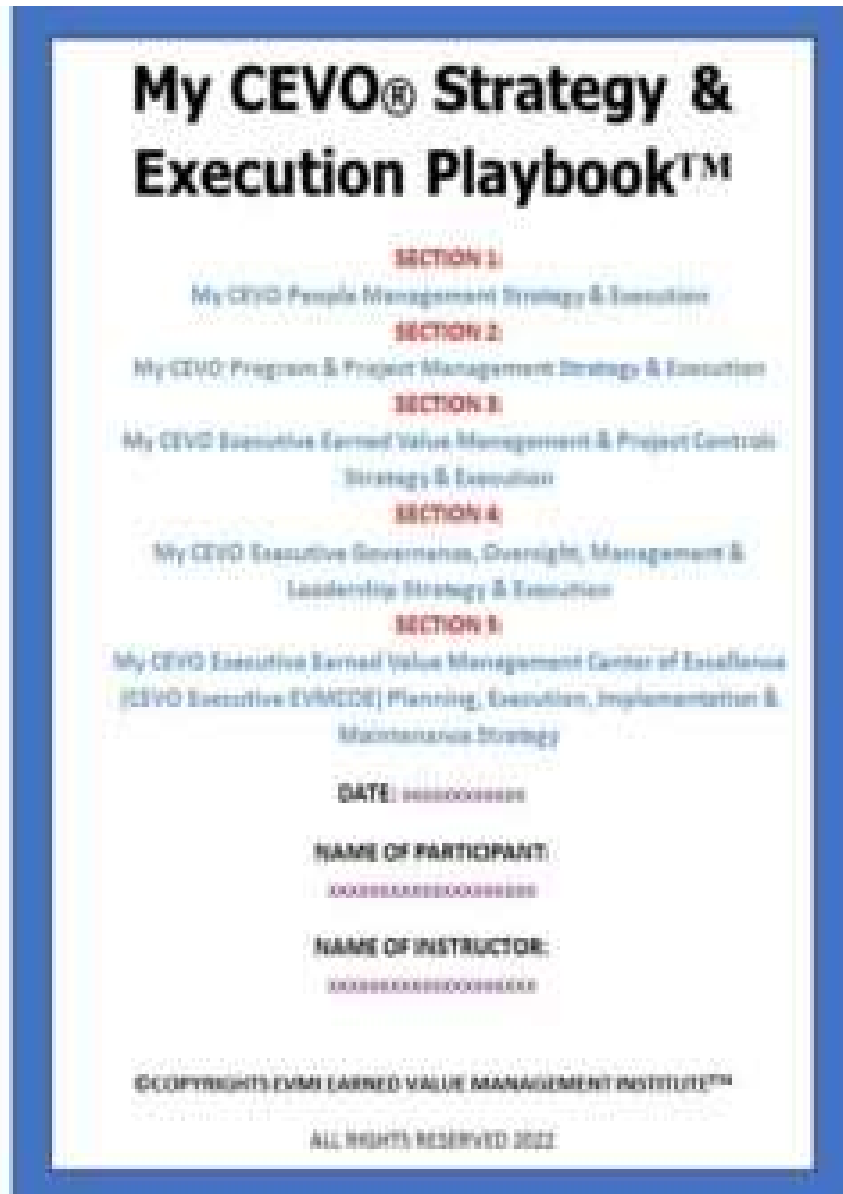 My CEVO® Strategy &
Execution Playbook™
SECTION 1:
My CEVO People Management Strategy & Execution
SECTION 2:
My CEVO Program & Project Management Strategy & Execution
SECTION 3:
My CEVO Executive Earned Value Management & Project Controls
Strategy & Execution
SECTION 4:
My CEVO Executive Governance, Oversight, Management &
Leadership Strategy & Execution
SECTION 5:
My CEVO Executive Earned Value Management Center of Excellence
(CEVO Executive EVMCOE) Planning, Execution, Implementation &
Maintenance Strategy
DATE:
NAME OF PARTICIPANT:
NAME OF INSTRUCTOR:
©COPYRIGHTS EVMI EARNED VALUE MANAGEMENT INSTITUTE™
ALL RIGHTS RESERVED 2022